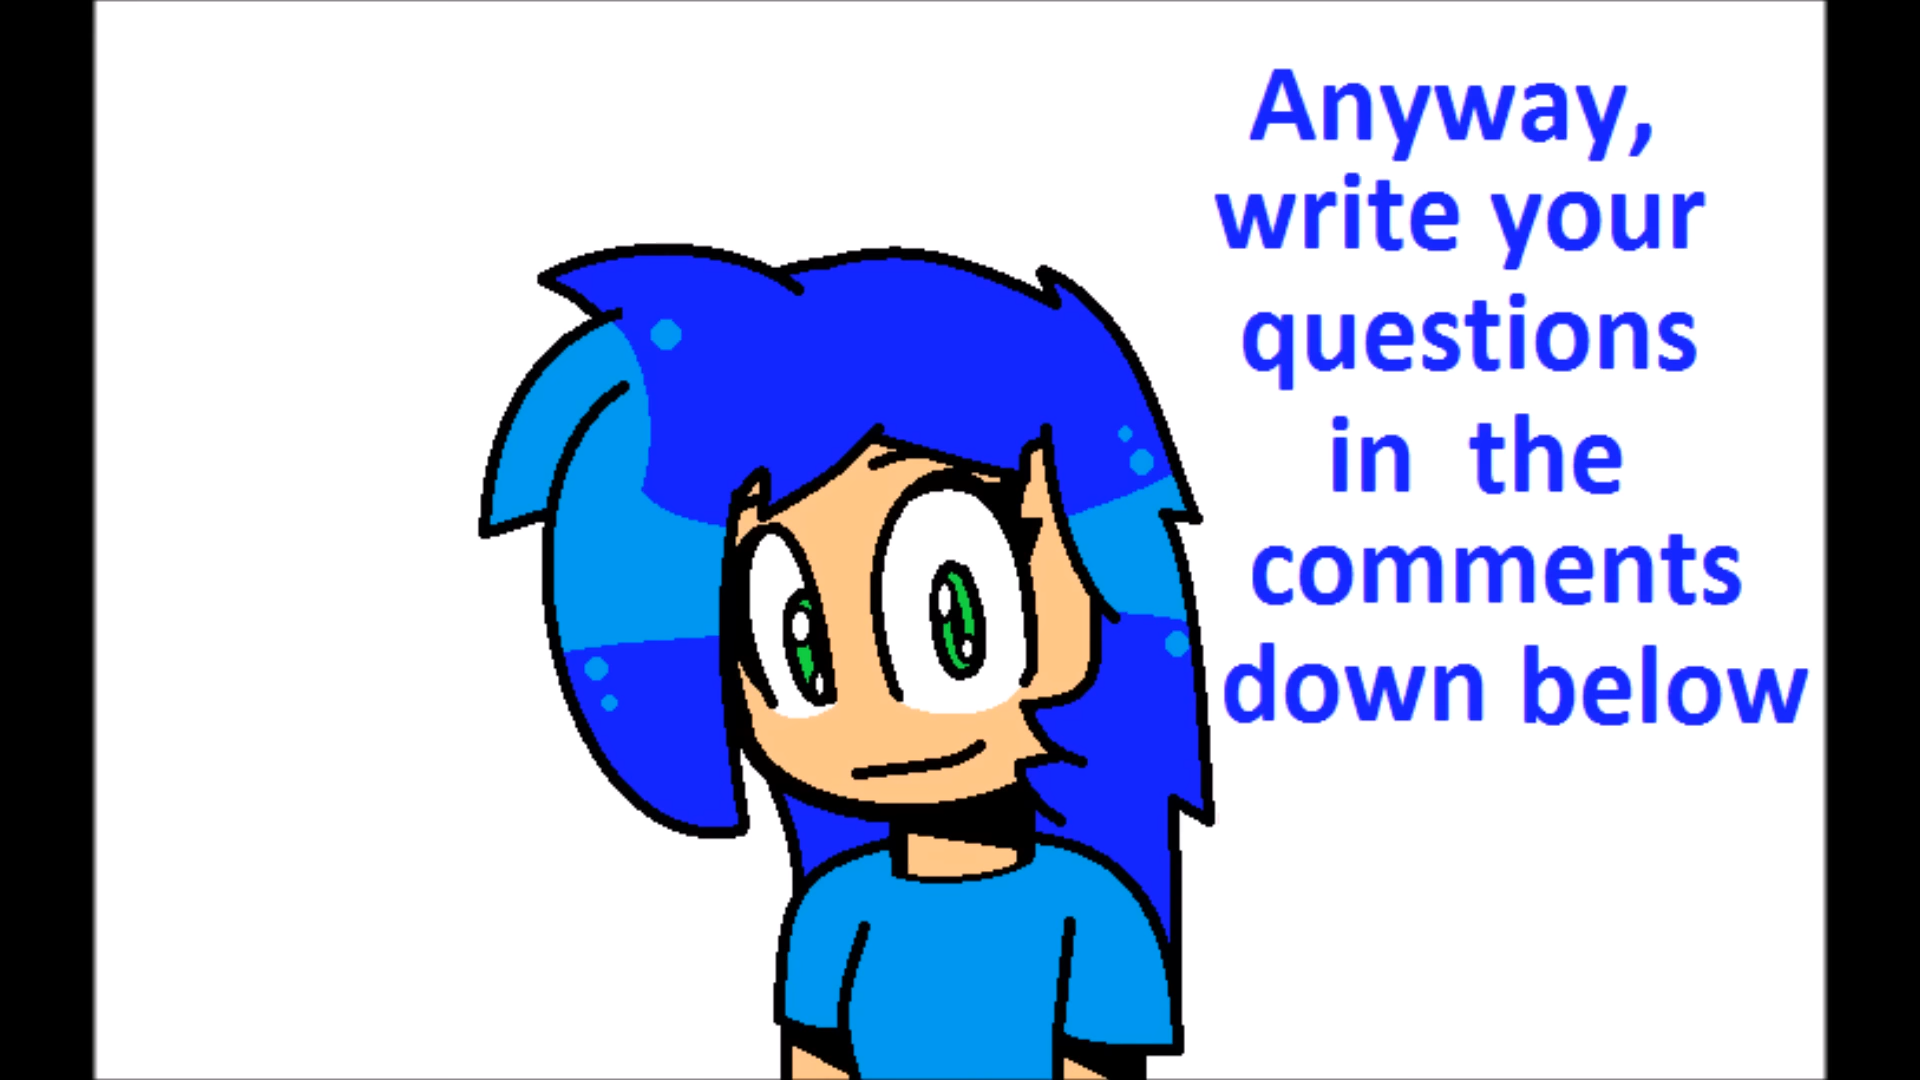 Anyway,
write your
questions
in the
comments
down below